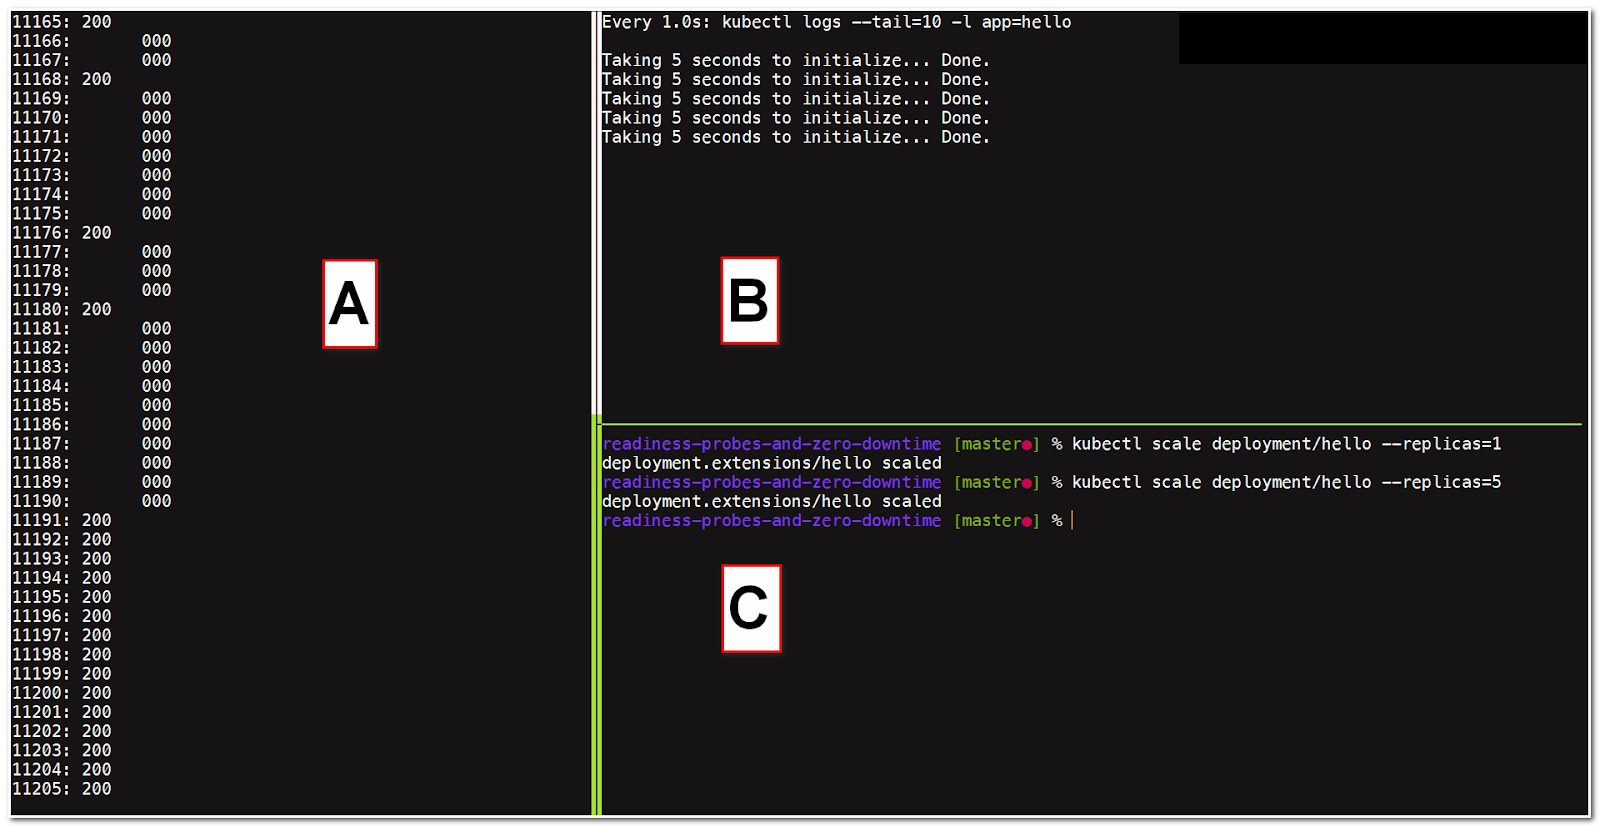 11165: 200
11166:       000
11167:       000
11168: 200
11169:       000
11170:       000
11171:       000
11172:       000
11173:       000
11174:       000
11175:       000
11176: 200
11177:       000
11178:       000
11179:       000
11180: 200
11181:       000
11182:       000
11183:       000
11184:       000
11185:       000
11186:       000
11187:       000
11188:       000
11189:       000
11190:       000
11191: 200
11192: 200
11193: 200
11194: 200
11195: 200
11196: 200
11197: 200
11198: 200
11199: 200
11200: 200
11201: 200
11202: 200
11203: 200
11204: 200
11205: 200
A
Every 1.0s: kubectl logs --tail=10 -l app=hello
Taking 5 seconds to initialize... Done.
Taking 5 seconds to initialize... Done.
Taking 5 seconds to initialize... Done.
Taking 5 seconds to initialize... Done.
Taking 5 seconds to initialize... Done.
B
readiness-probes-and-zero-downtime [master●] % kubectl scale deployment/hello --replicas=1
deployment.extensions/hello scaled
readiness-probes-and-zero-downtime [master●] % kubectl scale deployment/hello --replicas=5
deployment.extensions/hello scaled
readiness-probes-and-zero-downtime [master●] %
C